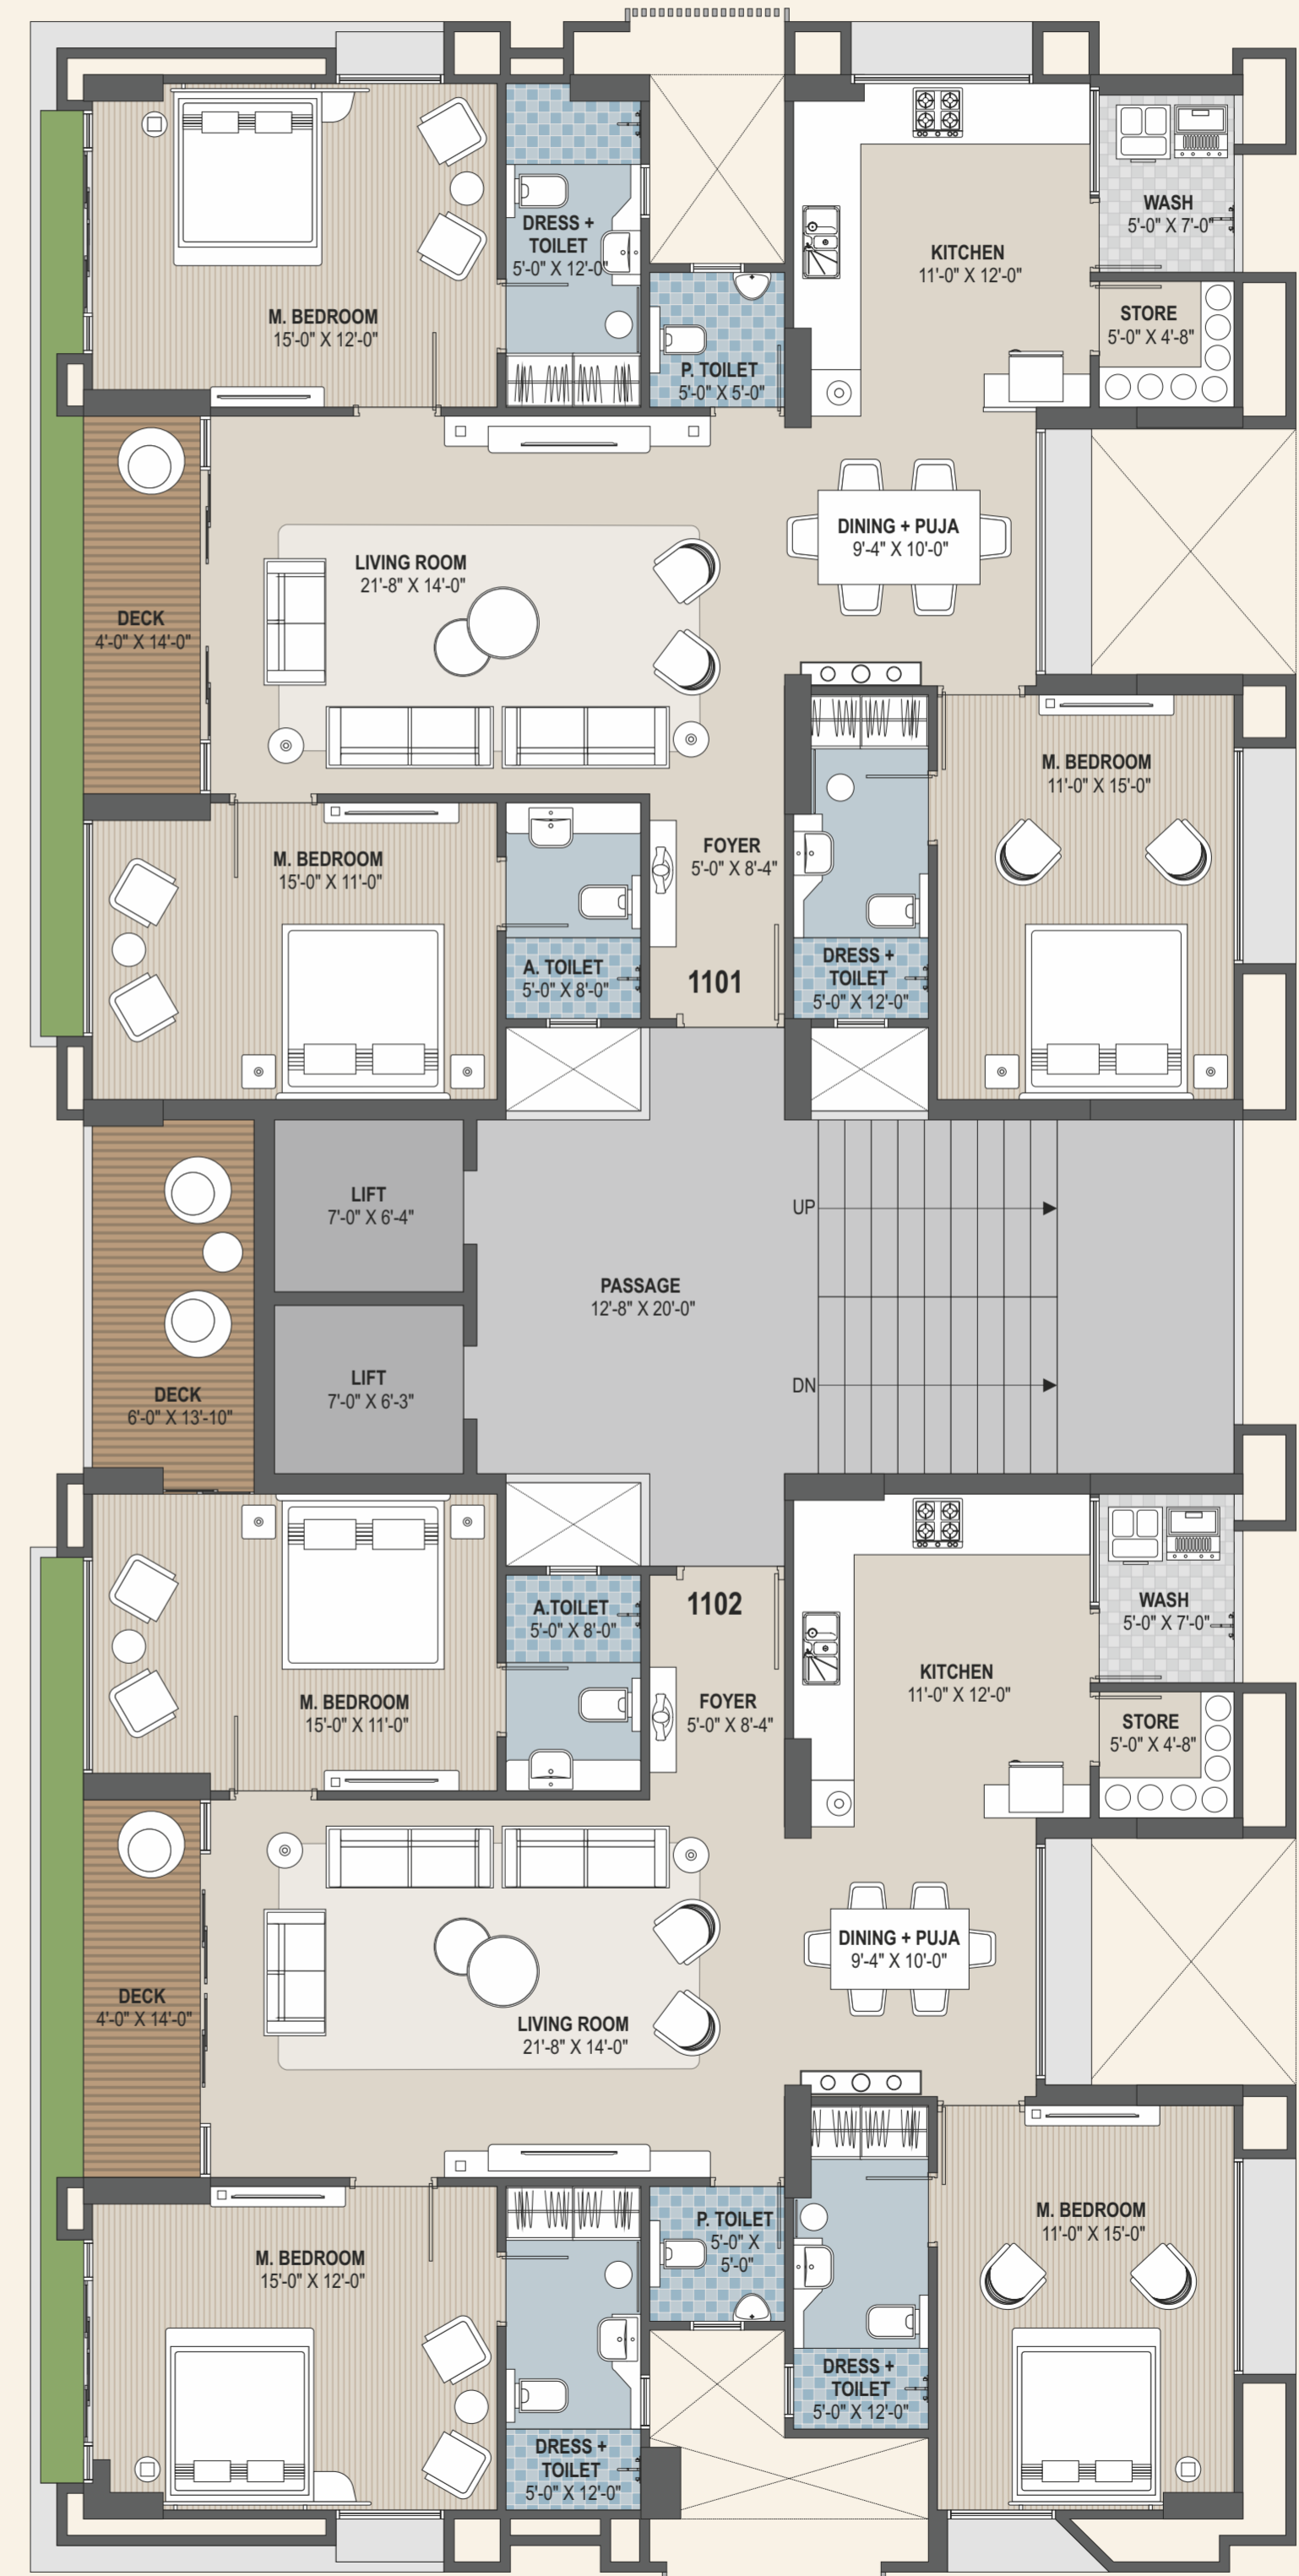 DRESS +
TOILET
5'-0" X 12'-0"
WASH
5'-0" X 7'-0"
KITCHEN
11'-0" X 12'-0"
M. BEDROOM
15'-0" X 12'-0"
STORE
5'-0" X 4'-8"
P. TOILET
5'-0" X 5'-0"
DINING + PUJA
9'-4" X 10'-0"
LIVING ROOM
21'-8" X 14'-0"
DECK
4'-0" X 14'-0"
M. BEDROOM
11'-0" X 15'-0"
M. BEDROOM
15'-0" X 11'-0"
FOYER
5'-0" X 8'-4"
A. TOILET
5'-0" X 8'-0"
1101
DRESS +
TOILET
5'-0" X 12'-0"
LIFT
7'-0" X 6'-4"
UP
PASSAGE
12'-8" X 20'-0"
LIFT
7'-0" X 6'-3"
DN
DECK
6'-0" X 13'-10"
A.TOILET
5'-0" X 8'-0"
1102
WASH
5'-0" X 7'-0"
KITCHEN
11'-0" X 12'-0"
M. BEDROOM
15'-0" X 11'-0"
FOYER
5'-0" X 8'-4"
STORE
5'-0" X 4'-8"
DINING + PUJA
9'-4" X 10'-0"
DECK
4'-0" X 14'-0"
LIVING ROOM
21'-8" X 14'-0"
M. BEDROOM
11'-0" X 15'-0"
P. TOILET
5'-0" X
5'-0"
M. BEDROOM
15'-0" X 12'-0"
DRESS +
TOILET
5'-0" X 12'-0"
DRESS +
TOILET
5'-0" X 12'-0"